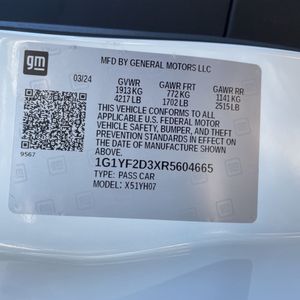 gm
MFD BY GENERAL MOTORS LLC
03/24
GVWR GAWR FRT GAWR RR
1913 KG 772 KG 1141 KG
4217 LB 1702 LB 2515 LB
THIS VEHICLE CONFORMS TO ALL
APPLICABLE U.S. FEDERAL MOTOR
VEHICLE SAFETY, BUMPER, AND THEFT
PREVENTION STANDARDS IN EFFECT ON
THE DATE OF MANUFACTURE SHOWN
ABOVE.
9567
1G1YF2D3XR5604665
TYPE: PASS CAR
MODEL: X51YH07